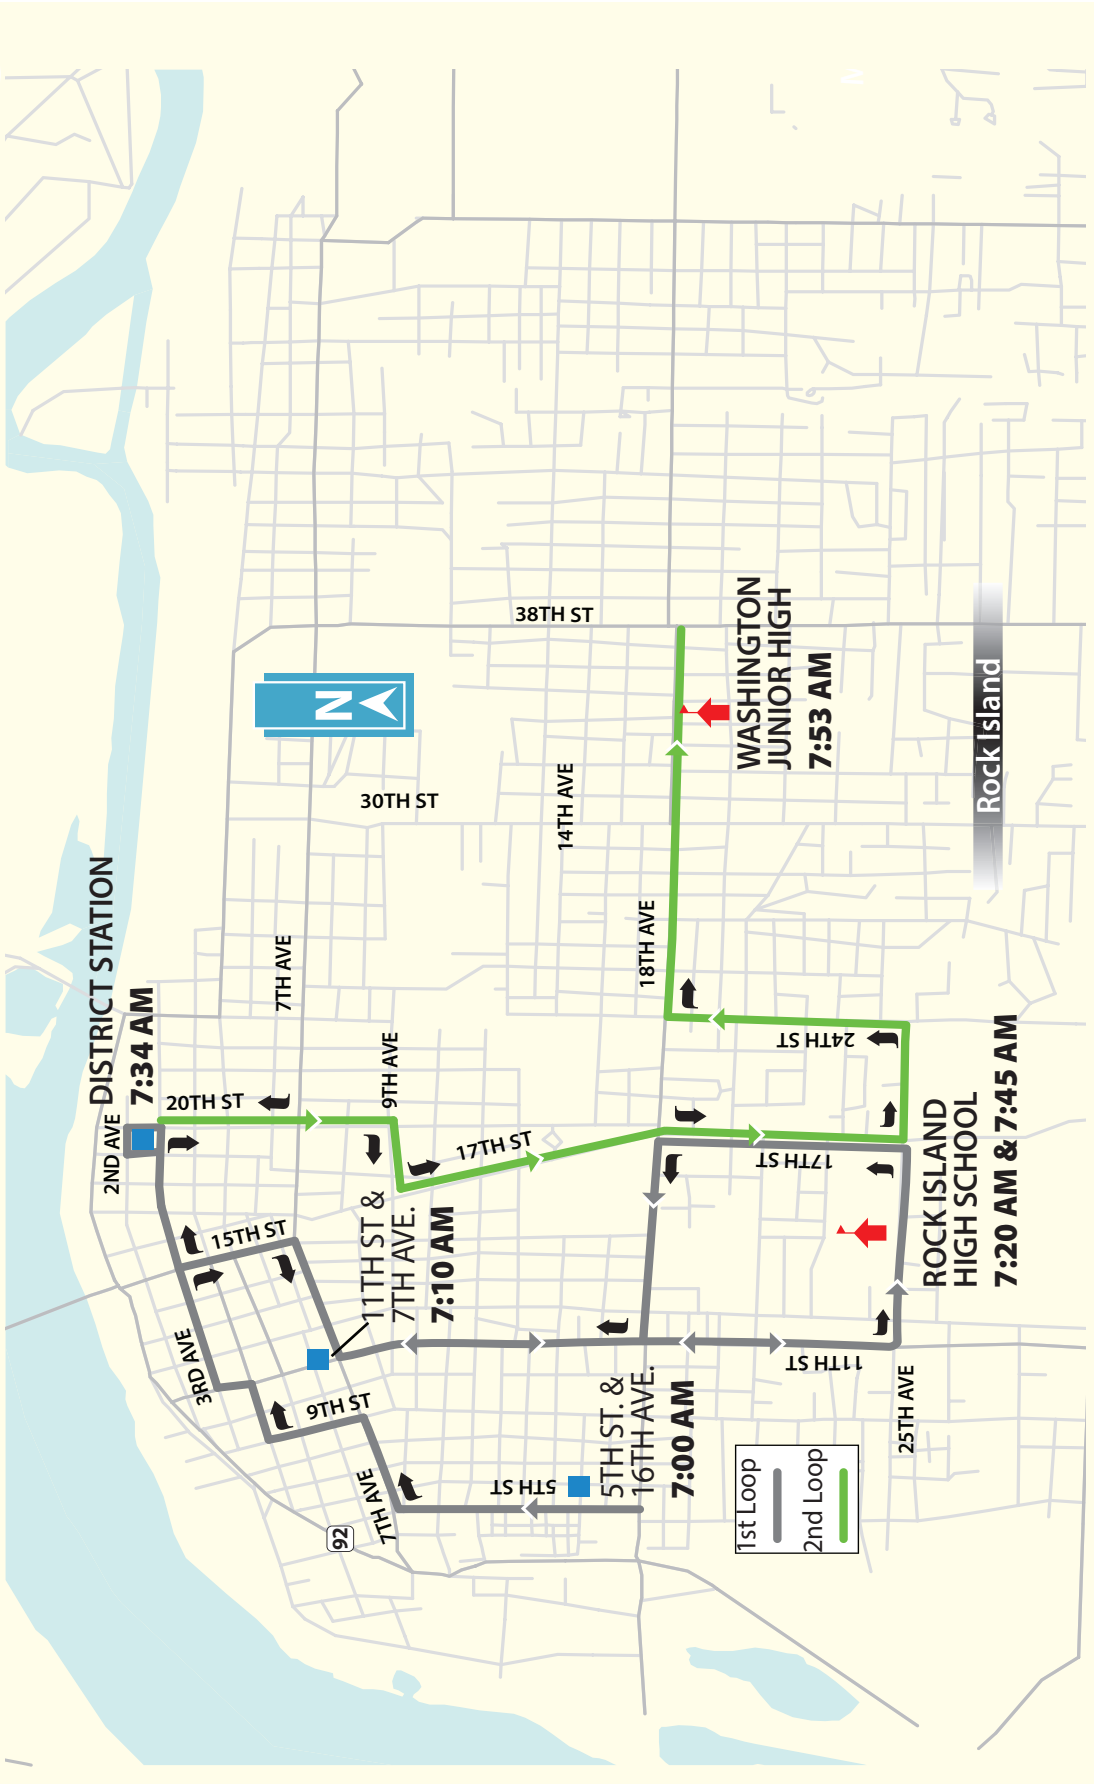 DISTRICT STATION
7:34 AM
2ND AVE
20TH ST
7TH AVE
9TH AVE
17TH ST
15TH ST
3RD AVE
11TH ST &
7TH AVE.
7:10 AM
9TH ST
7TH AVE
92
5TH ST
5TH ST. &
16TH AVE.
7:00 AM
11TH ST
25TH AVE
17TH ST
24TH ST
ROCK ISLAND
HIGH SCHOOL
7:20 AM & 7:45 AM
18TH AVE
14TH AVE
30TH ST
38TH ST
WASHINGTON
JUNIOR HIGH
7:53 AM
Rock Island
N
1st Loop
2nd Loop